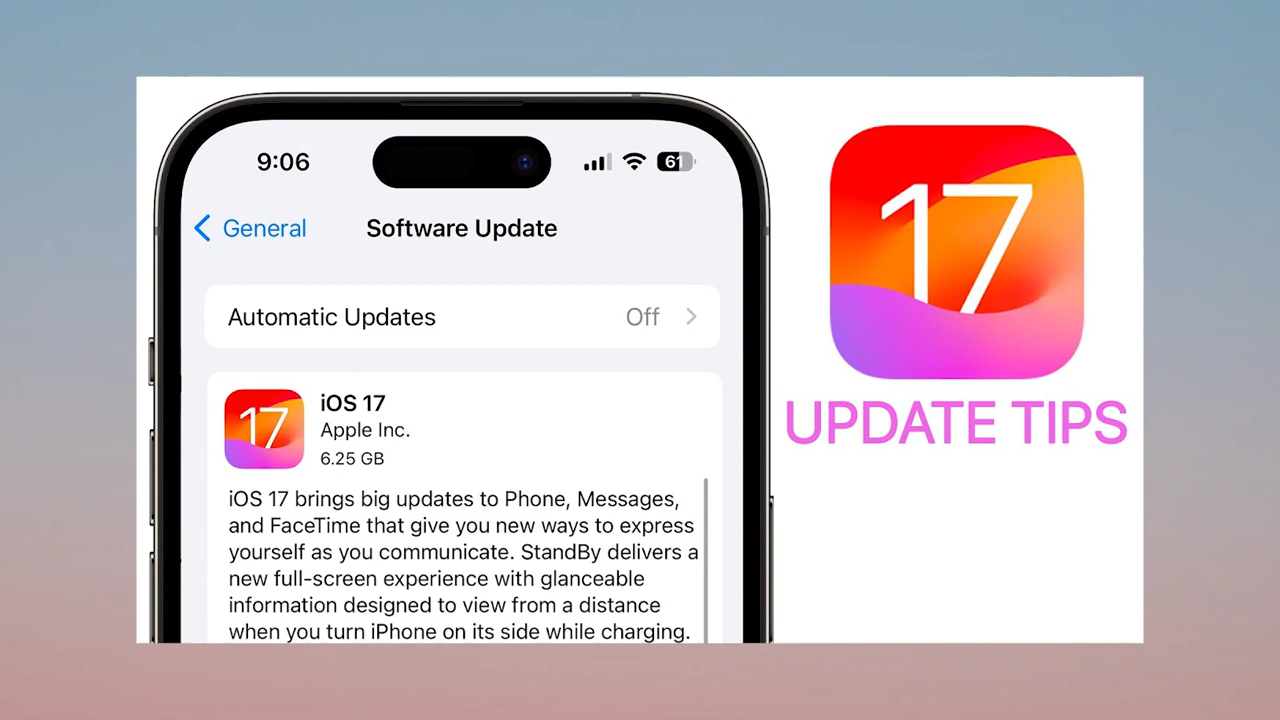 9:06
61
General
Software Update
Automatic Updates Off
17
iOS 17
Apple Inc.
6.25 GB
iOS 17 brings big updates to Phone, Messages,
and FaceTime that give you new ways to express
yourself as you communicate. StandBy delivers a
new full-screen experience with glanceable
information designed to view from a distance
when you turn iPhone on its side while charging.
17
UPDATE TIPS